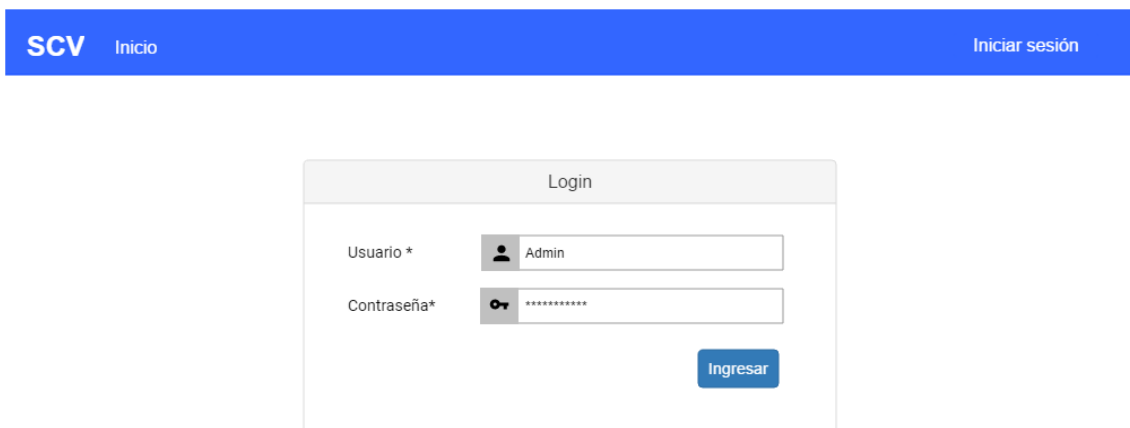 SCV Inicio Iniciar sesión
Login
Usuario * Admin
Contraseña* ***********
Ingresar